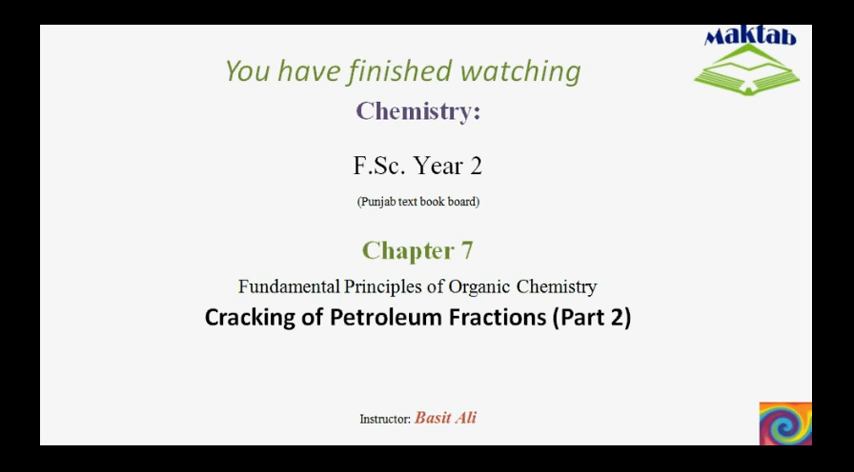 Maktab
You have finished watching
Chemistry:
F.Sc. Year 2
(Punjab text book board)
Chapter 7
Fundamental Principles of Organic Chemistry
Cracking of Petroleum Fractions (Part 2)
Instructor: Basit Ali